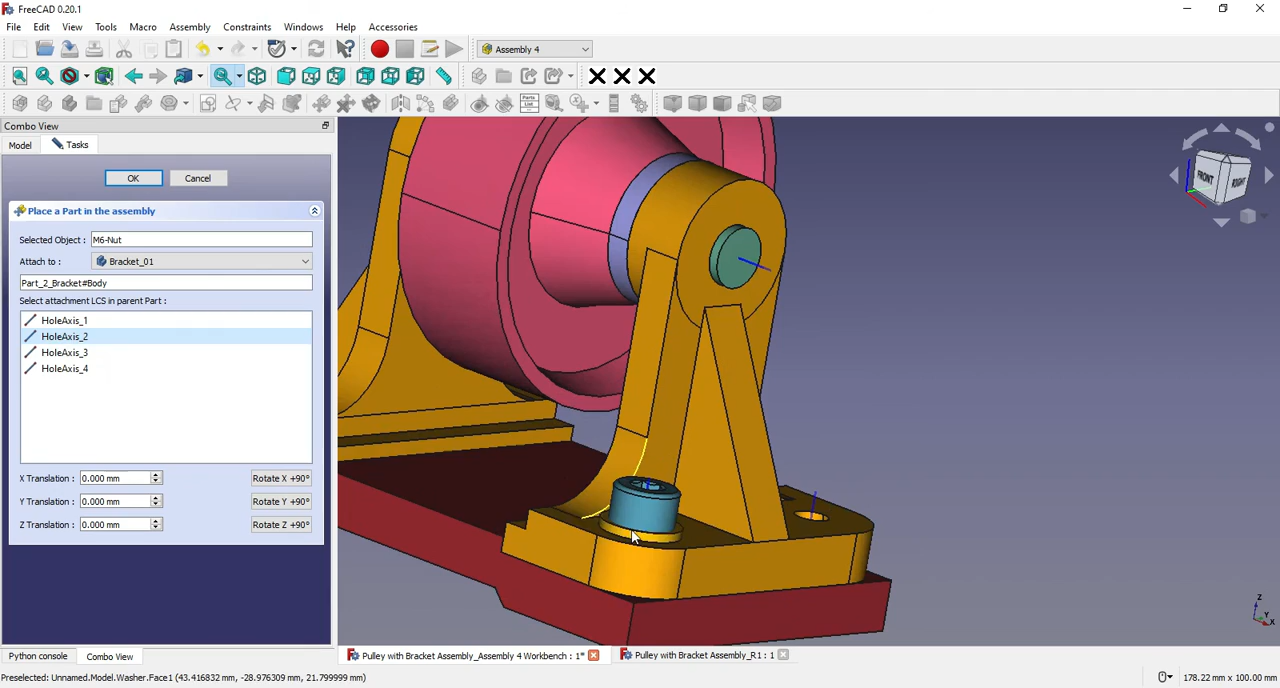 FreeCAD 0.20.1
File Edit View Tools Macro Assembly Constraints Windows Help Accessories
Assembly 4
Parts List
Combo View
Model Tasks
OK Cancel
Place a Part in the assembly
Selected Object : M6-Nut
Attach to : Bracket_01
Part_2_Bracket#Body
Select attachment LCS in parent Part :
HoleAxis_1
HoleAxis_2
HoleAxis_3
HoleAxis_4
X Translation : 0.000 mm Rotate X +90°
Y Translation : 0.000 mm Rotate Y +90°
Z Translation : 0.000 mm Rotate Z +90°
FRONT RIGHT
Z
Y
X
Python console Combo View
Pulley with Bracket Assembly_Assembly 4 Workbench : 1* Pulley with Bracket Assembly_R1 : 1
Preselected: Unnamed.Model.Washer.Face1 (43.416832 mm, -28.976309 mm, 21.799999 mm) 178.22 mm x 100.00 mm